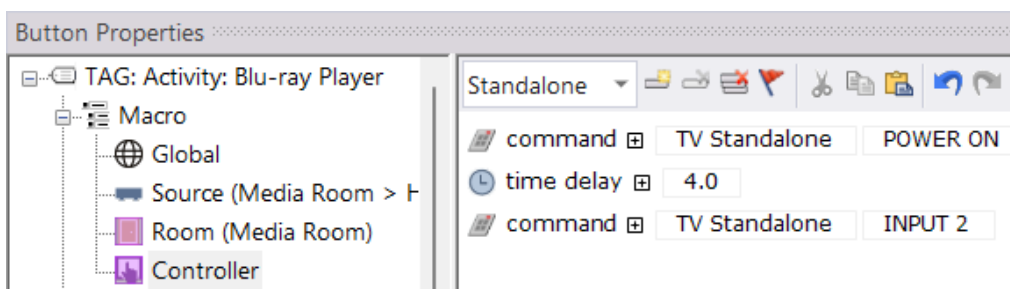 Button Properties
TAG: Activity: Blu-ray Player
Macro
Global
Source (Media Room > H
Room (Media Room)
Controller
Standalone
command TV Standalone POWER ON
time delay 4.0
command TV Standalone INPUT 2